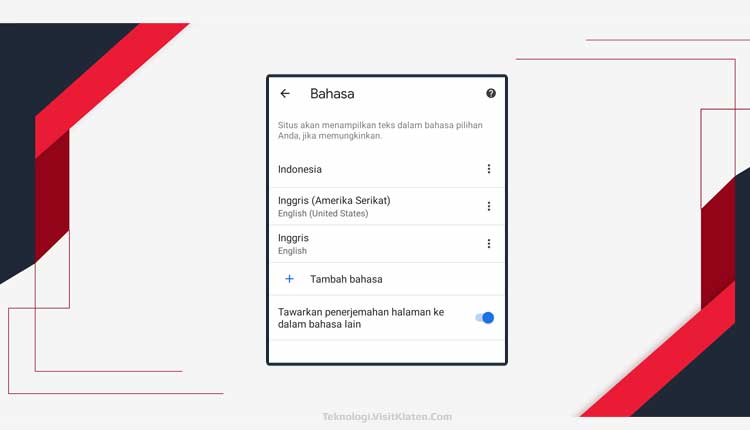 Bahasa
Situs akan menampilkan teks dalam bahasa pilihan
Anda, jika memungkinkan.
Indonesia
Inggris (Amerika Serikat)
English (United States)
Inggris
English
+ Tambah bahasa
Tawarkan penerjemahan halaman ke
dalam bahasa lain
Teknologi.VisitKlaten.Com